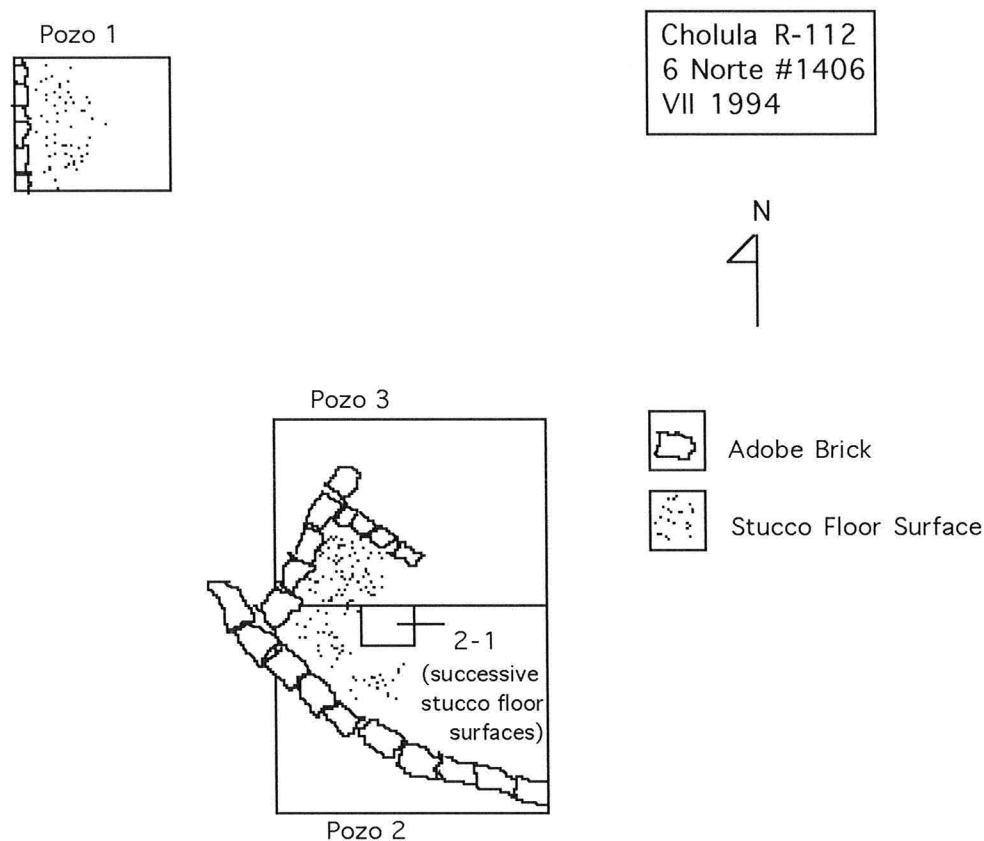 Pozo 1
Cholula R-112
6 Norte #1406
VII 1994
N
Pozo 3
Adobe Brick
Stucco Floor Surface
2-1
(successive
stucco floor
surfaces)
Pozo 2